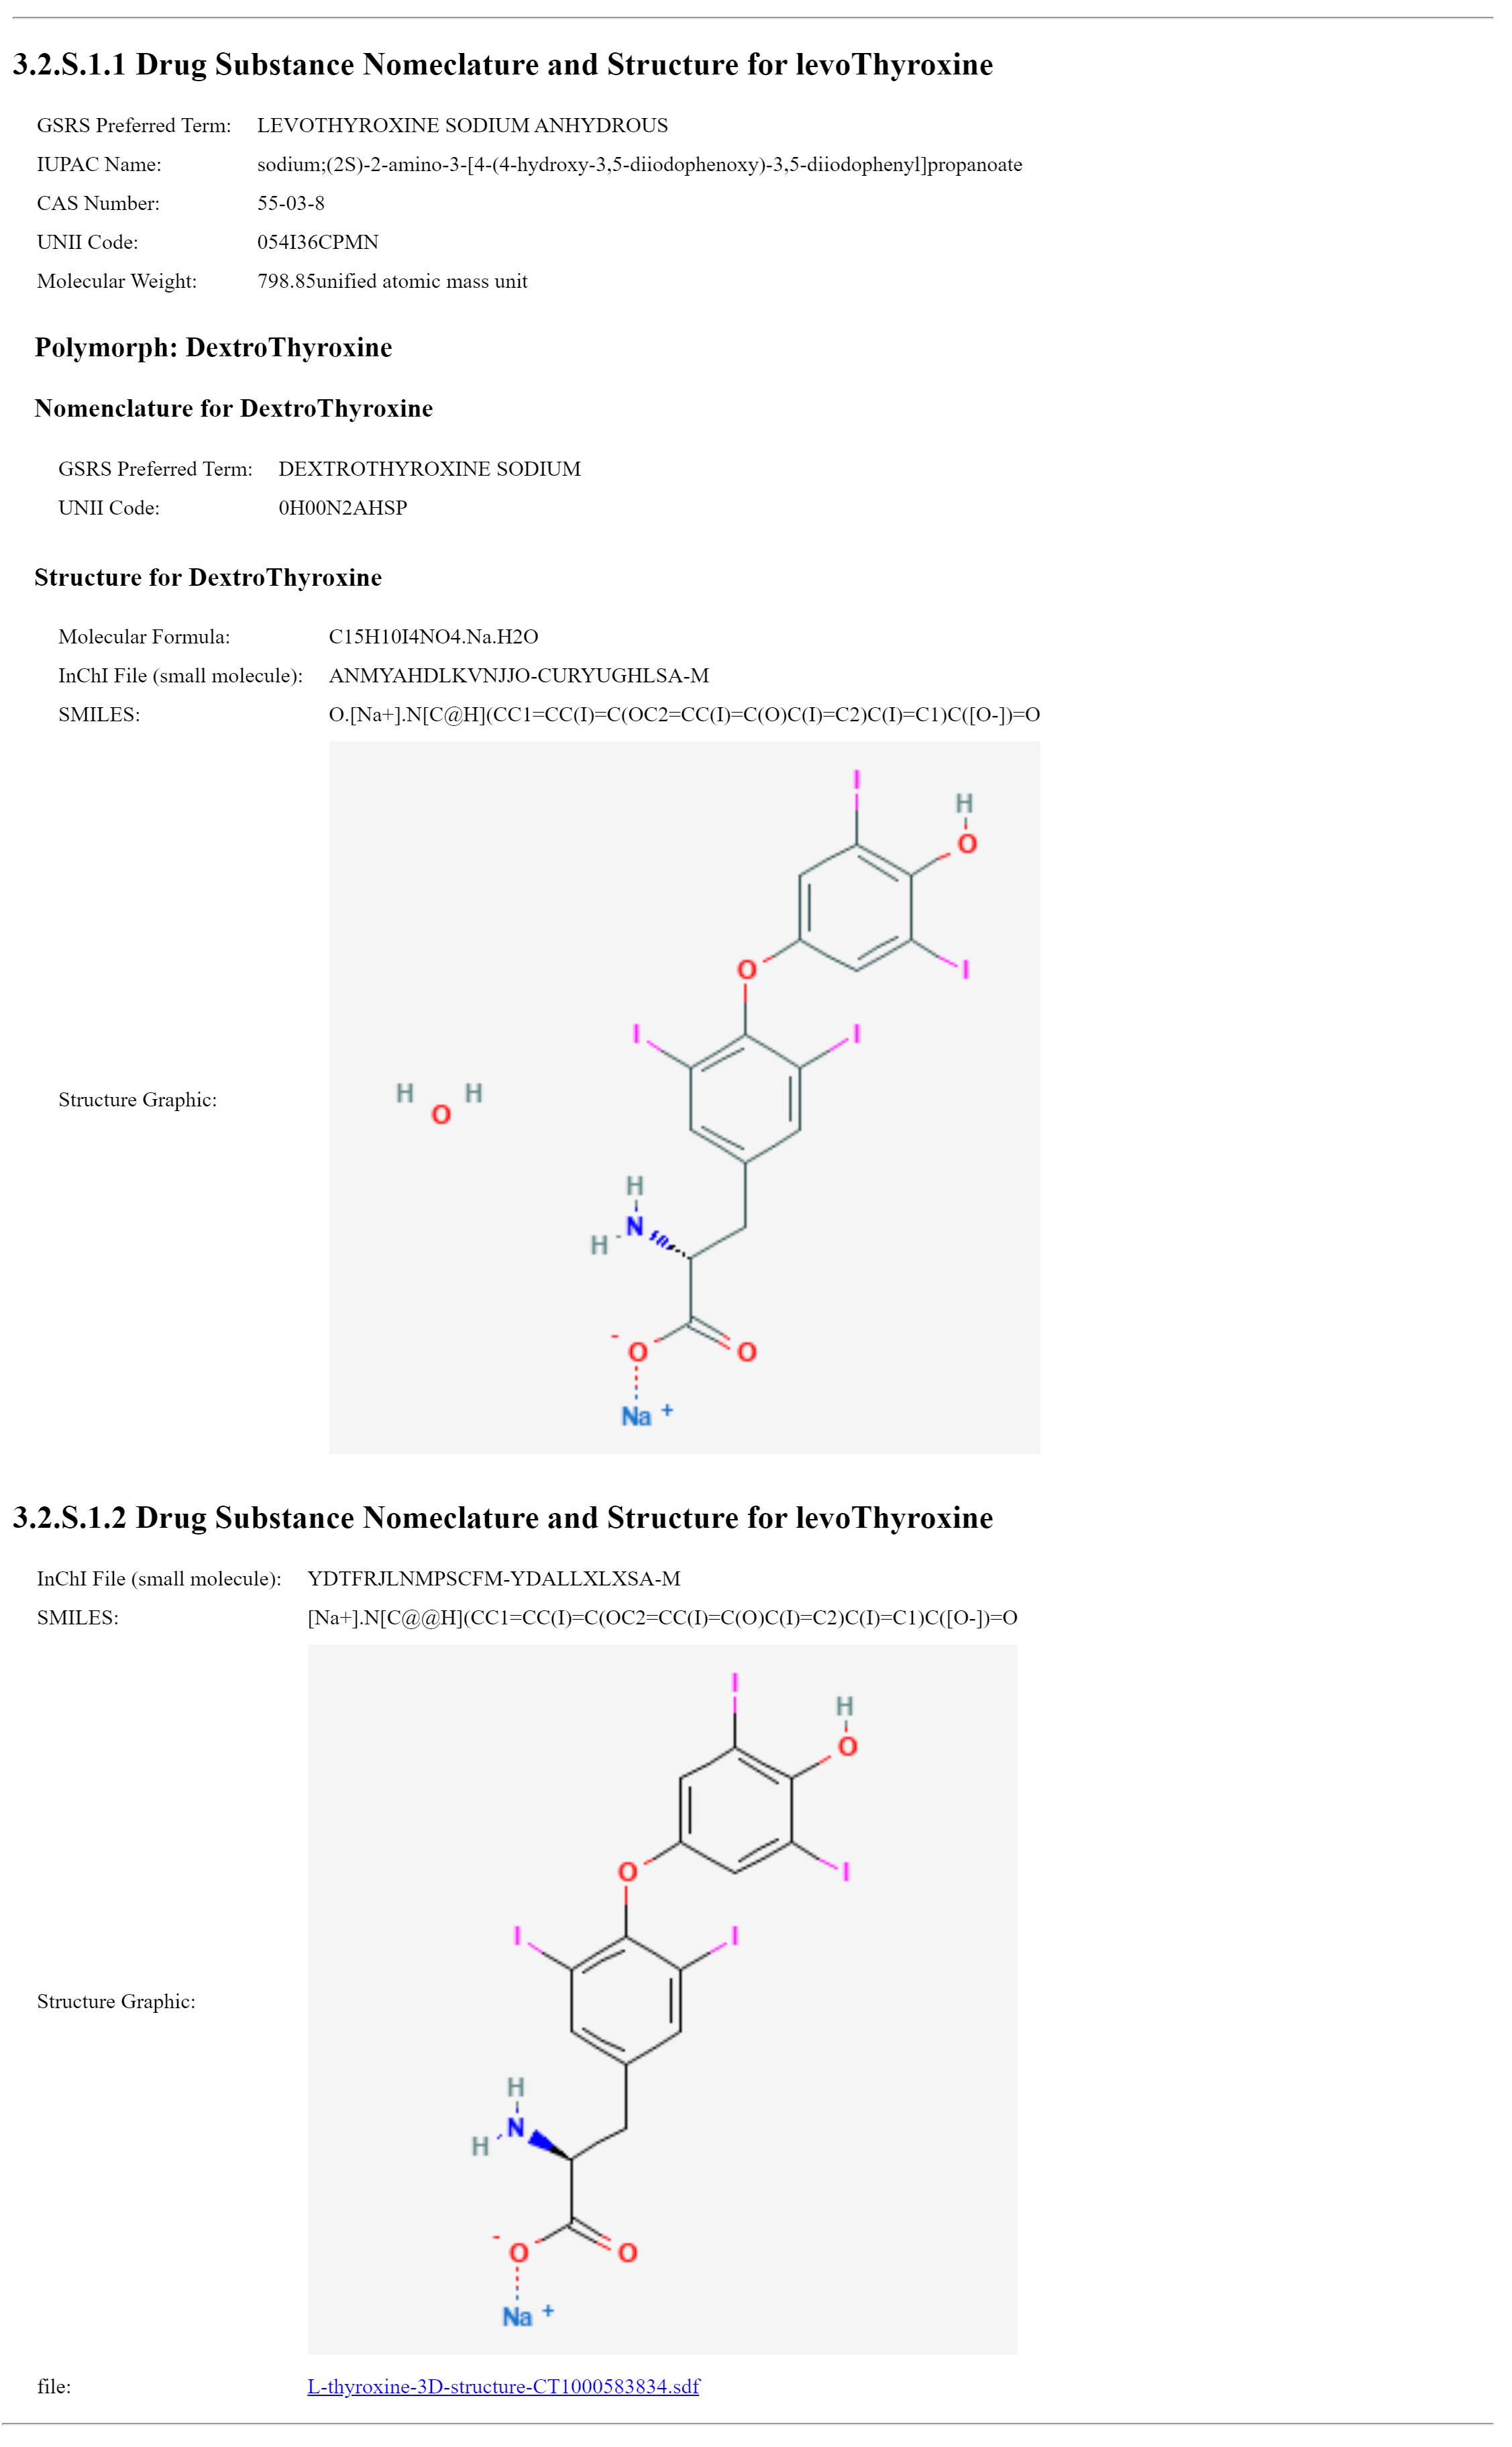 3.2.S.1.1 Drug Substance Nomeclature and Structure for levoThyroxine
GSRS Preferred Term: LEVOTHYROXINE SODIUM ANHYDROUS
IUPAC Name: sodium;(2S)-2-amino-3-[4-(4-hydroxy-3,5-diiodophenoxy)-3,5-diiodophenyl]propanoate
CAS Number: 55-03-8
UNII Code: 054I36CPMN
Molecular Weight: 798.85unified atomic mass unit
Polymorph: DextroThyroxine
Nomenclature for DextroThyroxine
GSRS Preferred Term: DEXTROTHYROXINE SODIUM
UNII Code: 0H00N2AHSP
Structure for DextroThyroxine
Molecular Formula: C15H10I4NO4.Na.H2O
InChI File (small molecule): ANMYAHDLKVNJJO-CURYUGHLSA-M
SMILES: O.[Na+].N[C@H](CC1=CC(I)=C(OC2=CC(I)=C(O)C(I)=C2)C(I)=C1)C([O-])=O
I
H
O
O
I
I I
H H
O
Structure Graphic:
H
N
H
- O O
Na +
3.2.S.1.2 Drug Substance Nomeclature and Structure for levoThyroxine
InChI File (small molecule): YDTFRJLNMPSCFM-YDALLXLXSA-M
SMILES: [Na+].N[C@@H](CC1=CC(I)=C(OC2=CC(I)=C(O)C(I)=C2)C(I)=C1)C([O-])=O
I
H
O
O I
I I
Structure Graphic:
H
N
H
- O O
Na +
file: L-thyroxine-3D-structure-CT1000583834.sdf